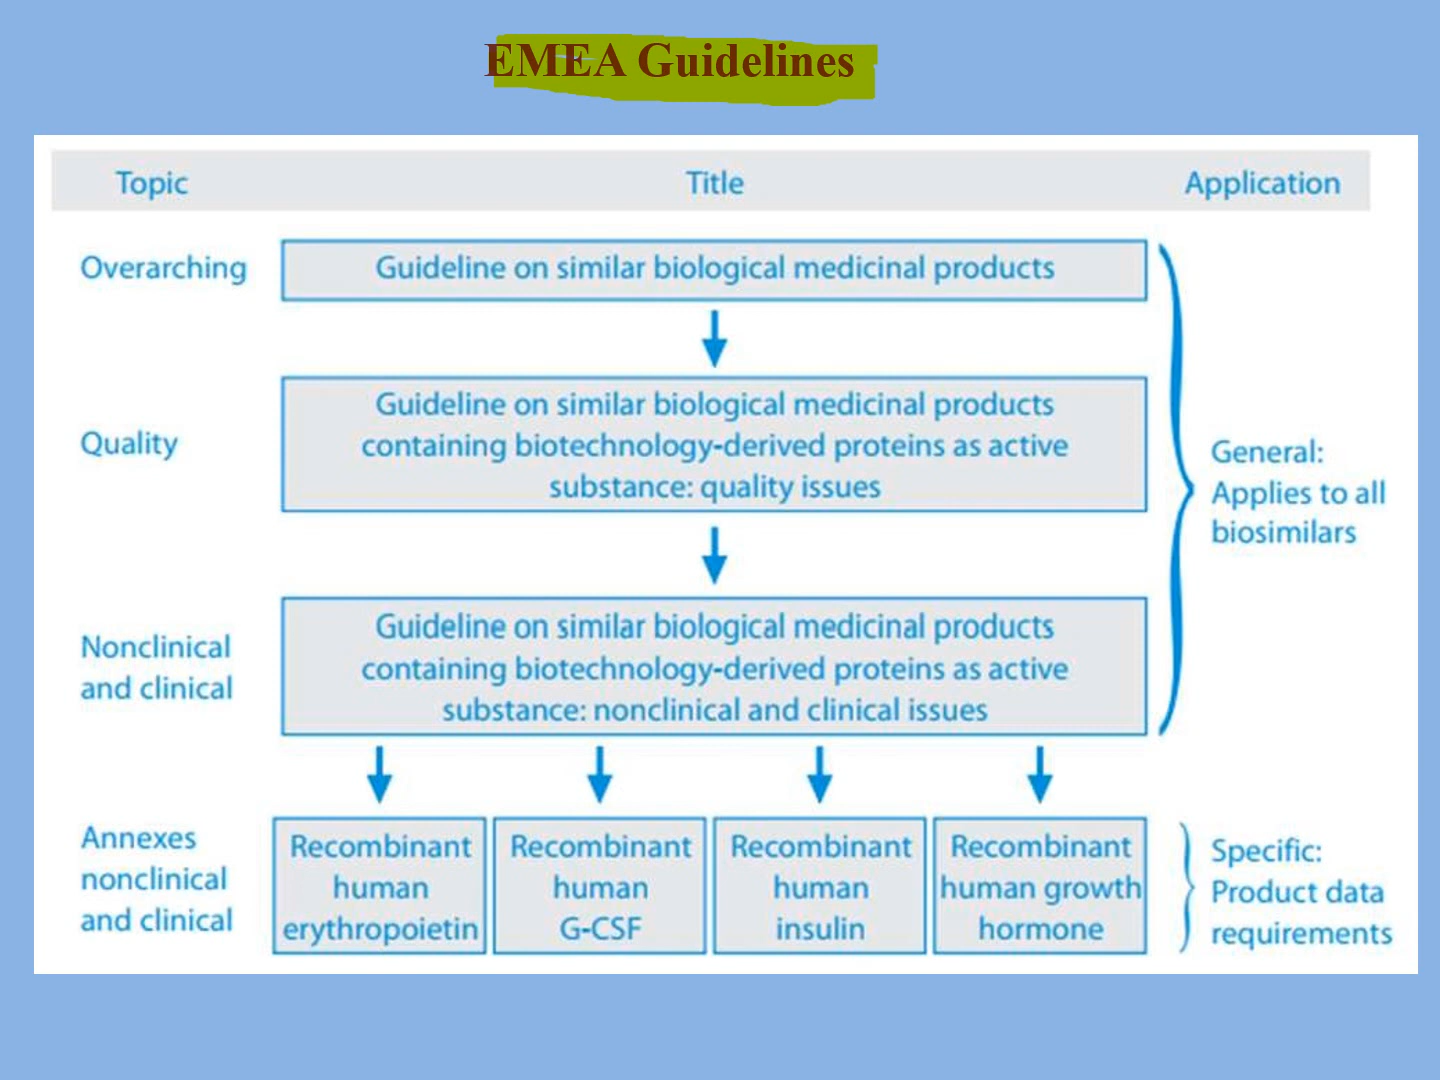 EMEA Guidelines
Topic
Title
Application
Overarching
Guideline on similar biological medicinal products
Quality
Guideline on similar biological medicinal products
containing biotechnology-derived proteins as active
substance: quality issues
General:
Applies to all
biosimilars
Nonclinical
and clinical
Guideline on similar biological medicinal products
containing biotechnology-derived proteins as active
substance: nonclinical and clinical issues
Annexes
nonclinical
and clinical
Recombinant
human
erythropoietin
Recombinant
human
G-CSF
Recombinant
human
insulin
Recombinant
human growth
hormone
Specific:
Product data
requirements